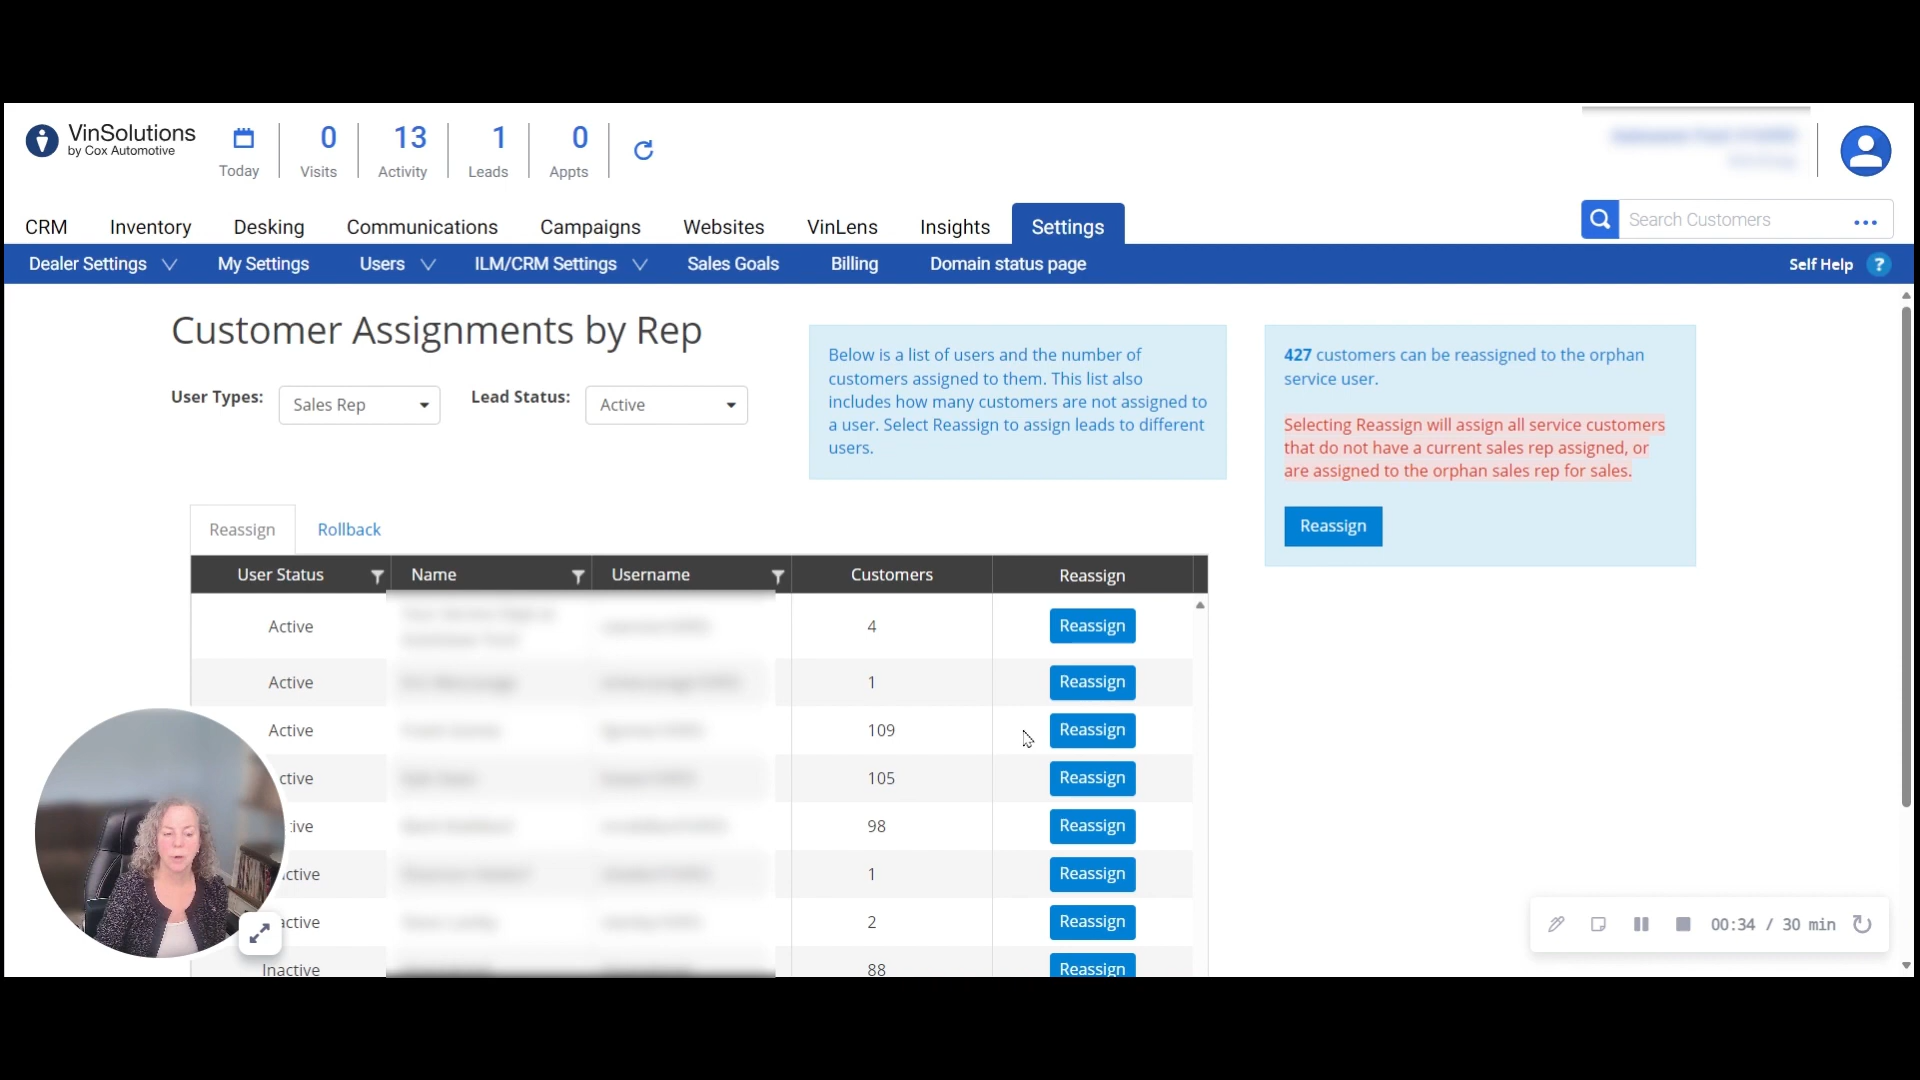 VinSolutions
by Cox Automotive
Today
0
Visits
13
Activity
1
Leads
0
Appts
CRM Inventory Desking Communications Campaigns Websites VinLens Insights Settings
Search Customers
Dealer Settings My Settings Users ILM/CRM Settings Sales Goals Billing Domain status page Self Help ?
Customer Assignments by Rep
User Types: Sales Rep Lead Status: Active
Below is a list of users and the number of
customers assigned to them. This list also
includes how many customers are not assigned to
a user. Select Reassign to assign leads to different
users.
427 customers can be reassigned to the orphan
service user.
Selecting Reassign will assign all service customers
that do not have a current sales rep assigned, or
are assigned to the orphan sales rep for sales.
Reassign
Reassign Rollback
User Status Name Username Customers Reassign
Active 4 Reassign
Active 1 Reassign
Active 109 Reassign
ctive 105 Reassign
tive 98 Reassign
ctive 1 Reassign
active 2 Reassign
Inactive 88 Reassign
00:34 / 30 min